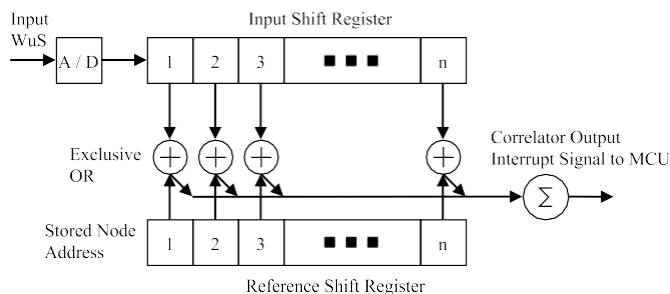 Input
WuS
Input Shift Register
A / D
1 2 3 n
Exclusive
OR
Correlator Output
Interrupt Signal to MCU
Σ
Stored Node
Address
1 2 3 n
Reference Shift Register